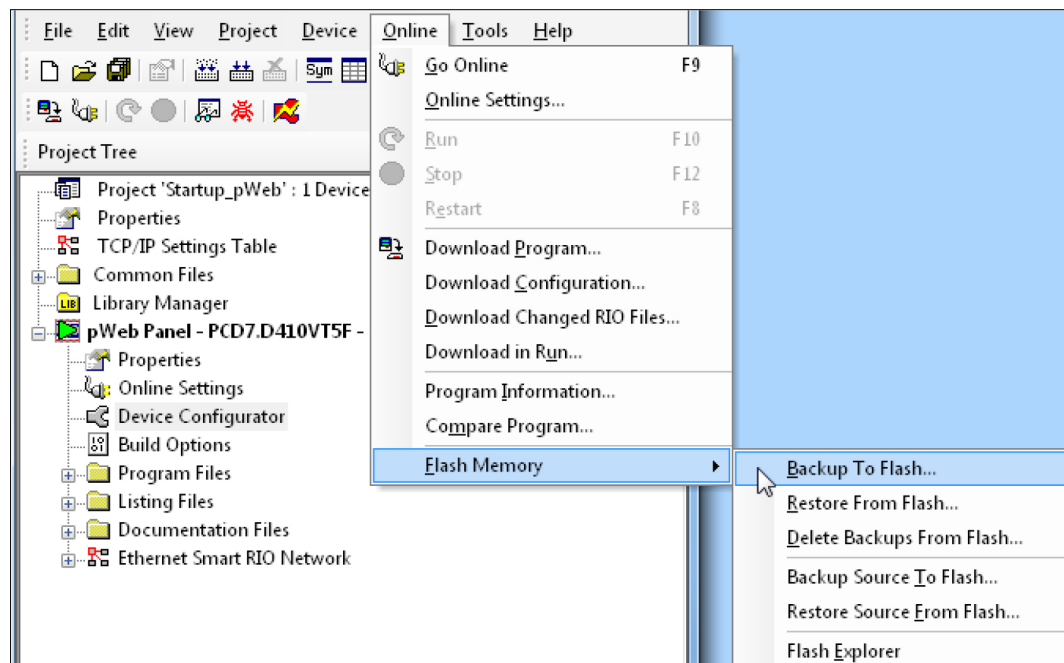 File Edit View Project Device Online Tools Help
Sym
Project Tree
Project 'Startup_pWeb' : 1 Device
Properties
TCP/IP Settings Table
Common Files
LIB Library Manager
pWeb Panel - PCD7.D410VT5F -
Properties
Online Settings
Device Configurator
Build Options
Program Files
Listing Files
Documentation Files
Ethernet Smart RIO Network
Go Online F9
Online Settings...
Run F10
Stop F12
Restart F8
Download Program...
Download Configuration...
Download Changed RIO Files...
Download in Run...
Program Information...
Compare Program...
Flash Memory
Backup To Flash...
Restore From Flash...
Delete Backups From Flash...
Backup Source To Flash...
Restore Source From Flash...
Flash Explorer